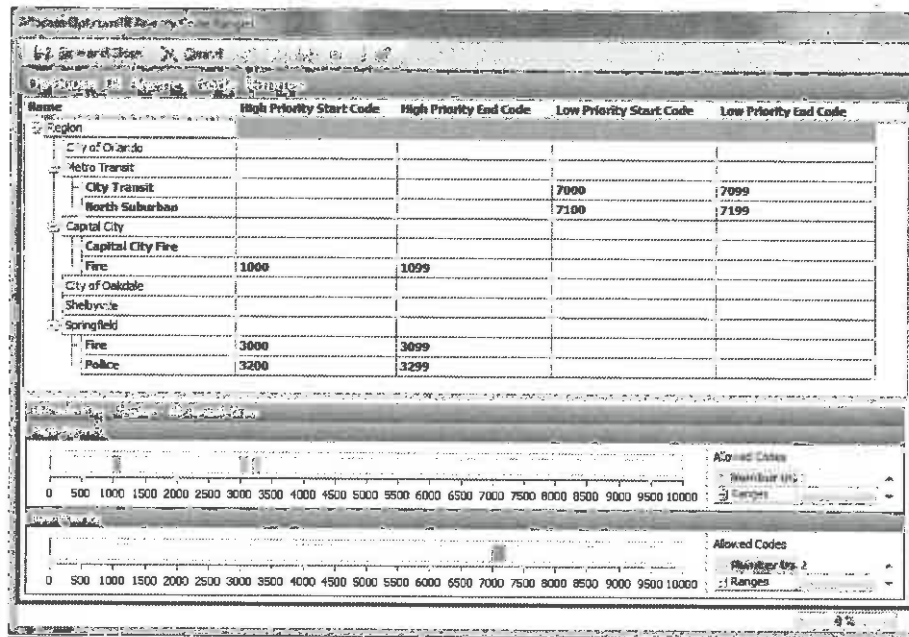 Save and Close Cancel
Name High Priority Start Code High Priority End Code Low Priority Start Code Low Priority End Code
Region
City of Orlando
Metro Transit
City Transit 7000 7099
North Suburban 7100 7199
Capital City
Capital City Fire
Fire 1000 1099
City of Oakdale
Shelbyville
Springfield
Fire 3000 3099
Police 3200 3299
Allowed Codes
Ranges
0 500 1000 1500 2000 2500 3000 3500 4000 4500 5000 5500 6000 6500 7000 7500 8000 8500 9000 9500 10000
Allowed Codes
Ranges
0 500 1000 1500 2000 2500 3000 3500 4000 4500 5000 5500 6000 6500 7000 7500 8000 8500 9000 9500 10000